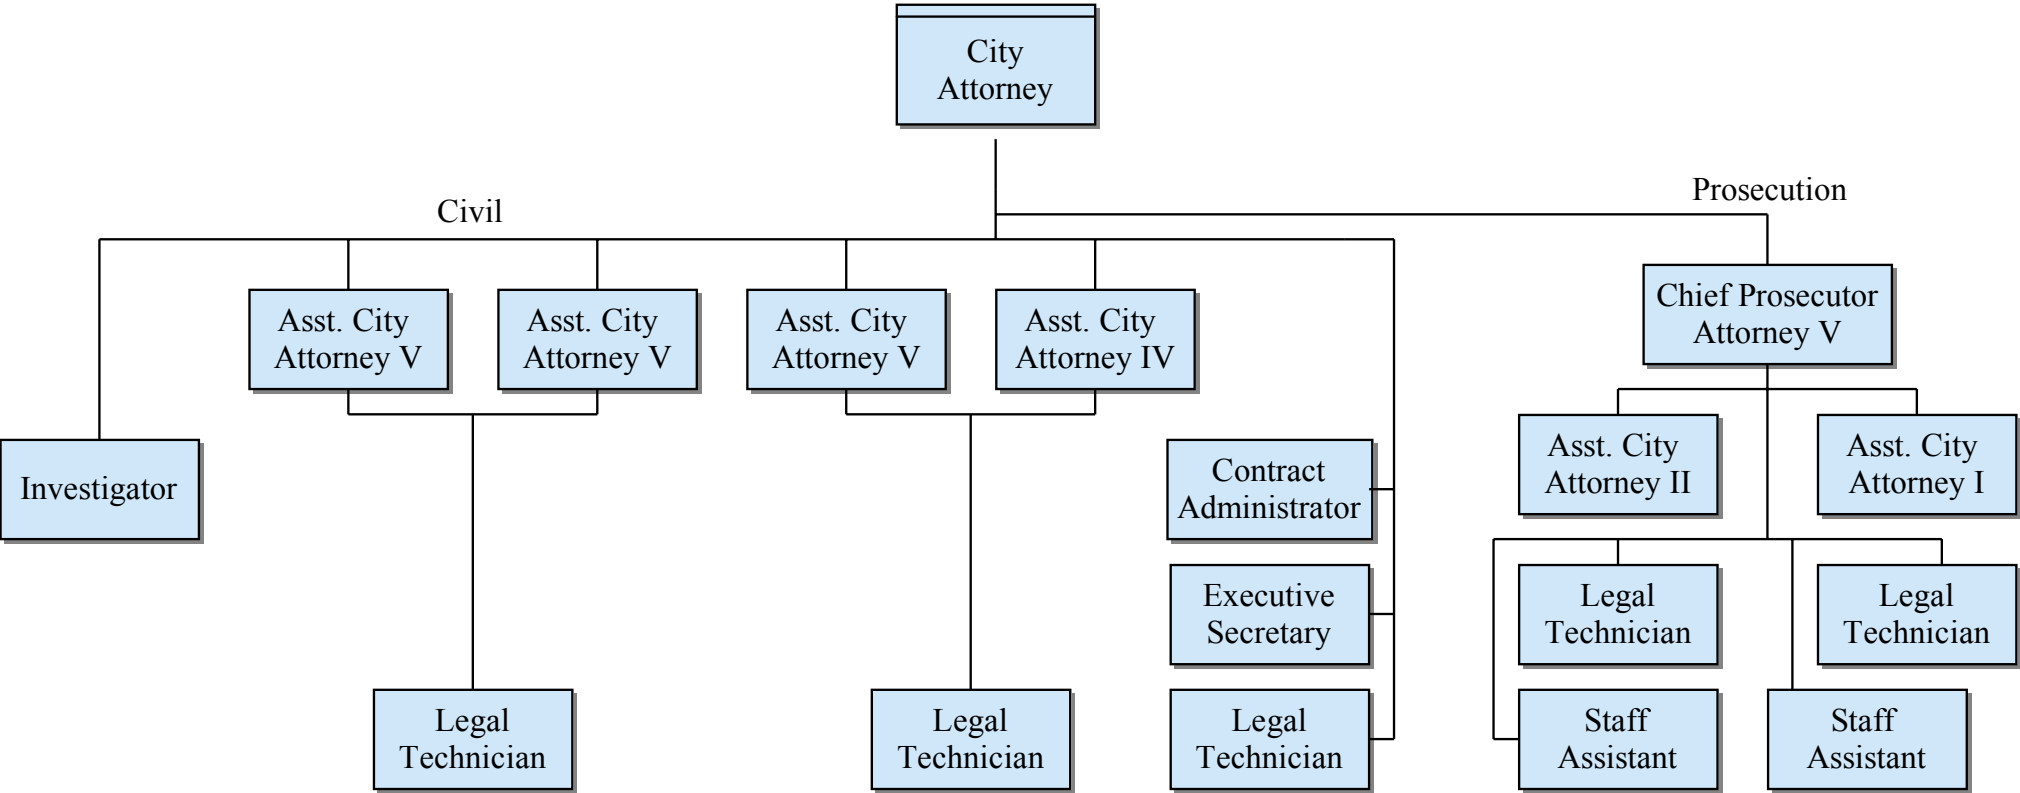 City
Attorney
Prosecution
Civil
Chief Prosecutor
Attorney V
Asst. City
Attorney V
Asst. City
Attorney V
Asst. City
Attorney V
Asst. City
Attorney IV
Asst. City
Attorney II
Asst. City
Attorney I
Investigator
Contract
Administrator
Executive
Secretary
Legal
Technician
Legal
Technician
Legal
Technician
Legal
Technician
Legal
Technician
Staff
Assistant
Staff
Assistant